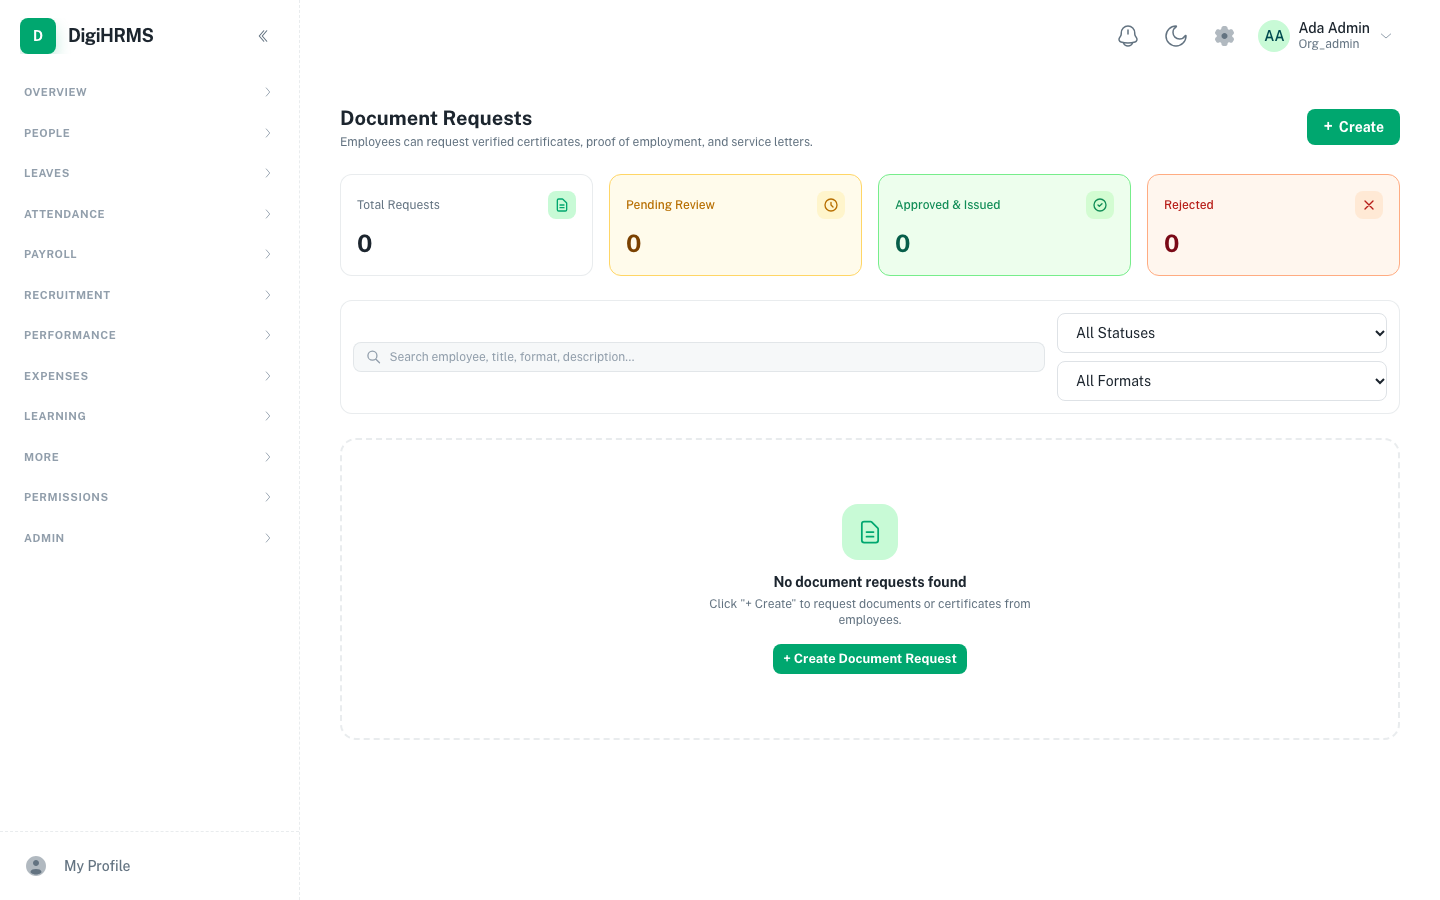 D
DigiHRMS
OVERVIEW
PEOPLE
LEAVES
ATTENDANCE
PAYROLL
RECRUITMENT
PERFORMANCE
EXPENSES
LEARNING
MORE
PERMISSIONS
ADMIN
My Profile
AA
Ada Admin
Org_admin
Document Requests
Employees can request verified certificates, proof of employment, and service letters.
+ Create
Total Requests
0
Pending Review
0
Approved & Issued
0
Rejected
0
Search employee, title, format, description...
All Statuses
All Formats
No document requests found
Click "+ Create" to request documents or certificates from
employees.
+ Create Document Request